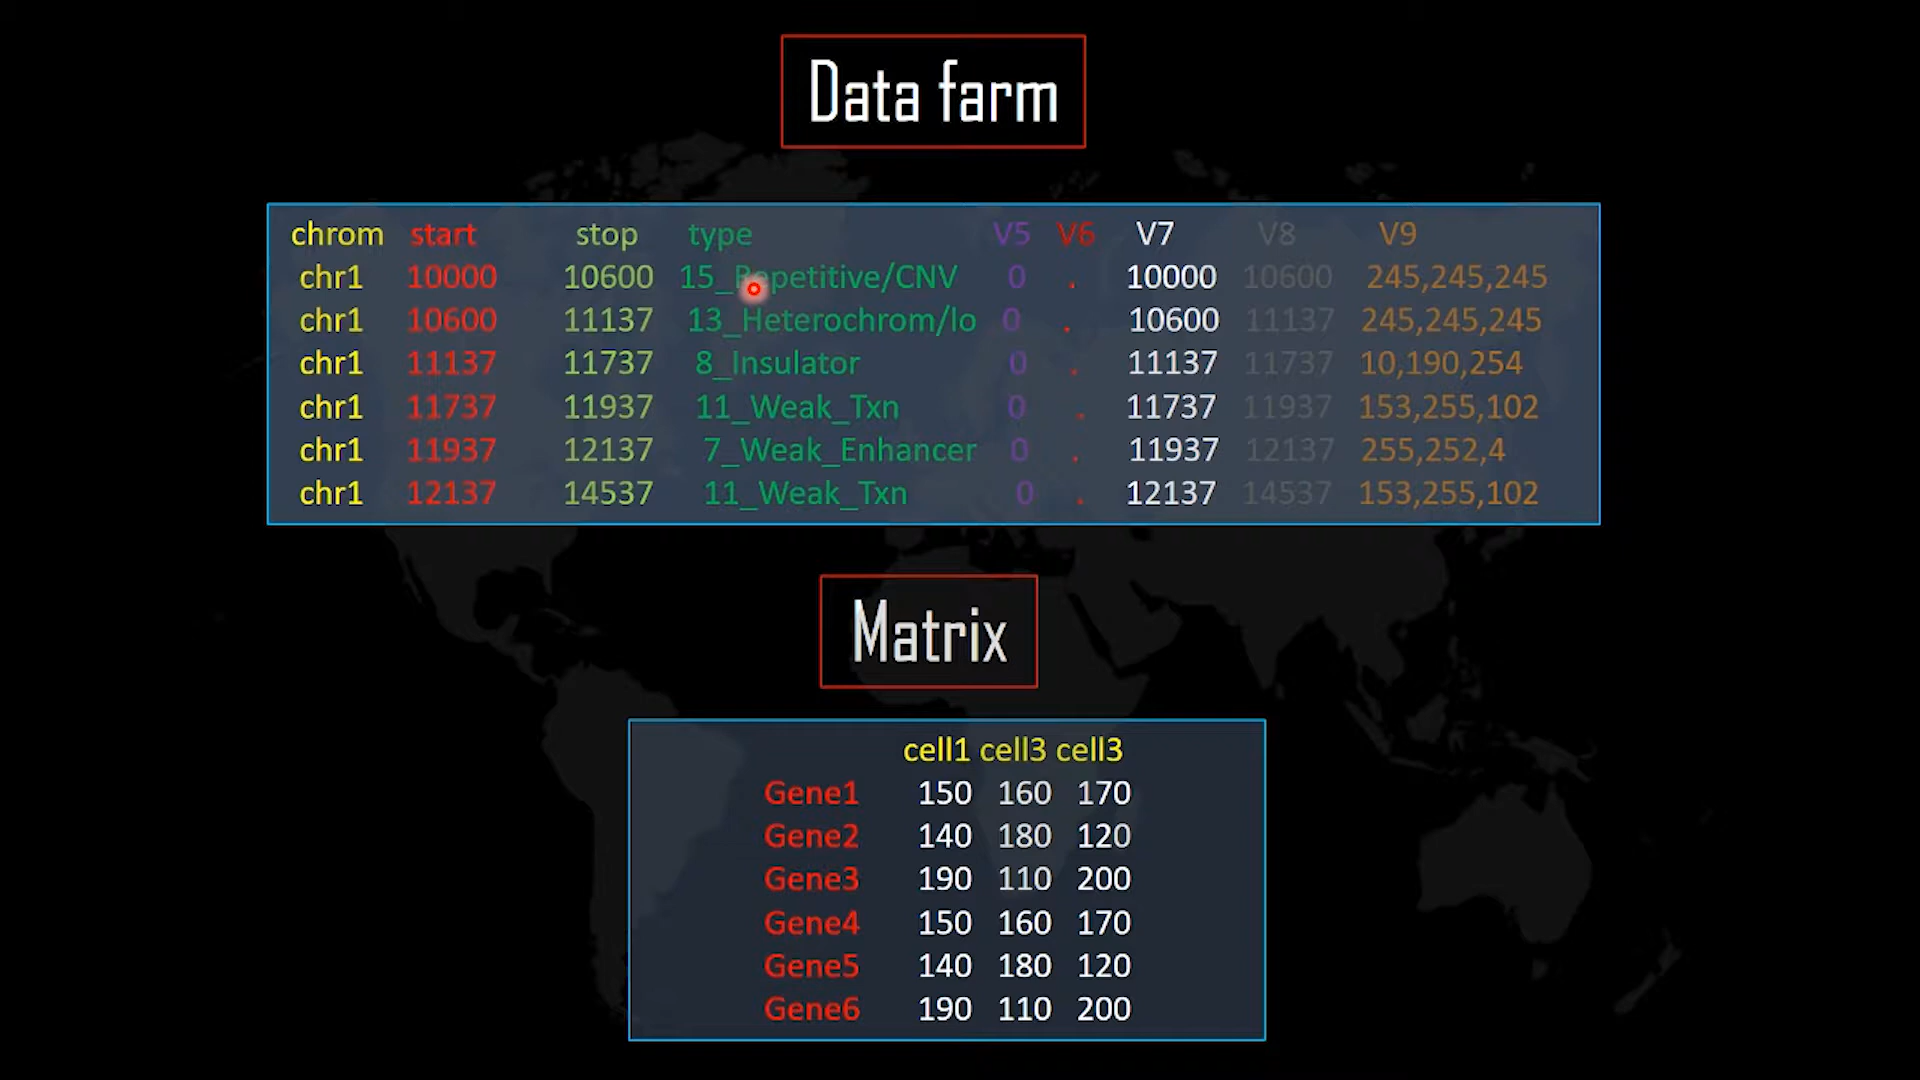 Data farm
chrom start stop type V5 V6 V7 V8 V9
chr1 10000 10600 15_Repetitive/CNV 0 . 10000 10600 245,245,245
chr1 10600 11137 13_Heterochrom/lo 0 . 10600 11137 245,245,245
chr1 11137 11737 8_Insulator 0 . 11137 11737 10,190,254
chr1 11737 11937 11_Weak_Txn 0 . 11737 11937 153,255,102
chr1 11937 12137 7_Weak_Enhancer 0 . 11937 12137 255,252,4
chr1 12137 14537 11_Weak_Txn 0 . 12137 14537 153,255,102
Matrix
cell1 cell3 cell3
Gene1 150 160 170
Gene2 140 180 120
Gene3 190 110 200
Gene4 150 160 170
Gene5 140 180 120
Gene6 190 110 200